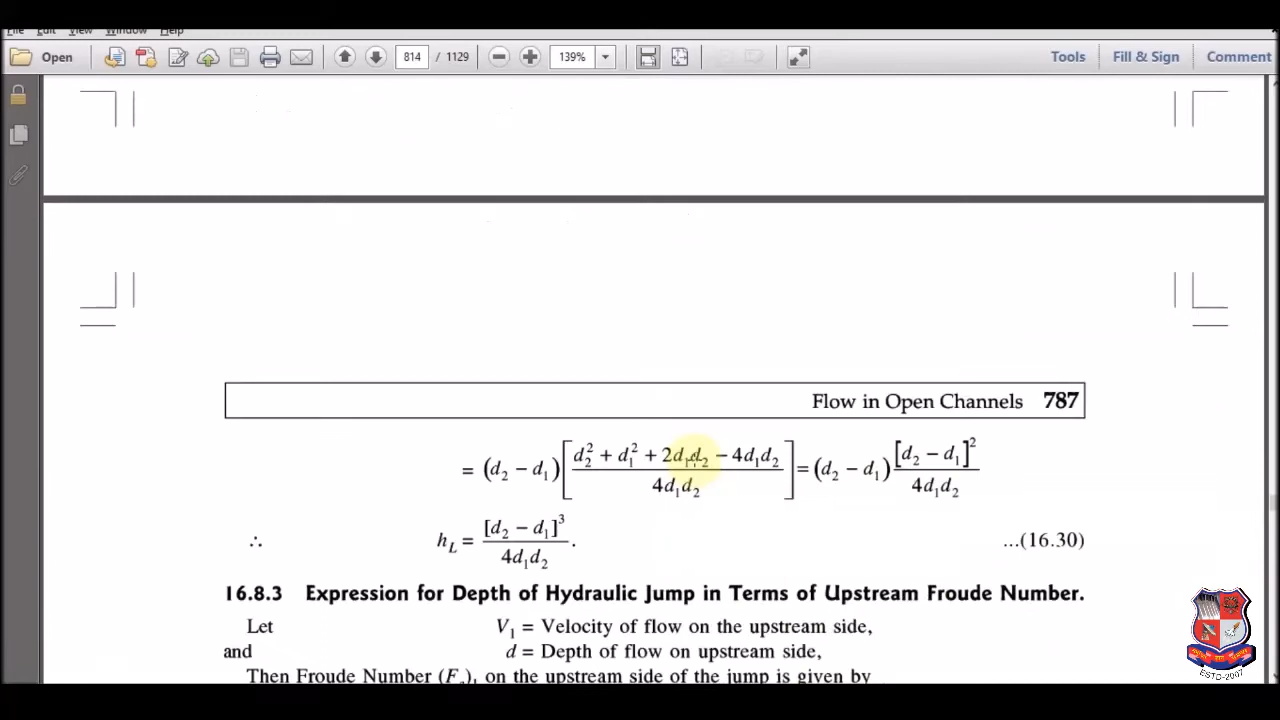 File Edit View Window Help
Open 814 / 1129 139% Tools Fill & Sign Comment
Flow in Open Channels 787
= (d₂ − d₁) [ (d₂² + d₁² + 2d₁d₂ − 4d₁d₂) / 4d₁d₂ ] = (d₂ − d₁) [d₂ − d₁]² / 4d₁d₂
∴ h_L = [d₂ − d₁]³ / 4d₁d₂ . ...(16.30)
16.8.3 Expression for Depth of Hydraulic Jump in Terms of Upstream Froude Number.
Let V₁ = Velocity of flow on the upstream side,
and d = Depth of flow on upstream side,
Then Froude Number (Fₑ)₁ on the upstream side of the jump is given by
ESTD-2007